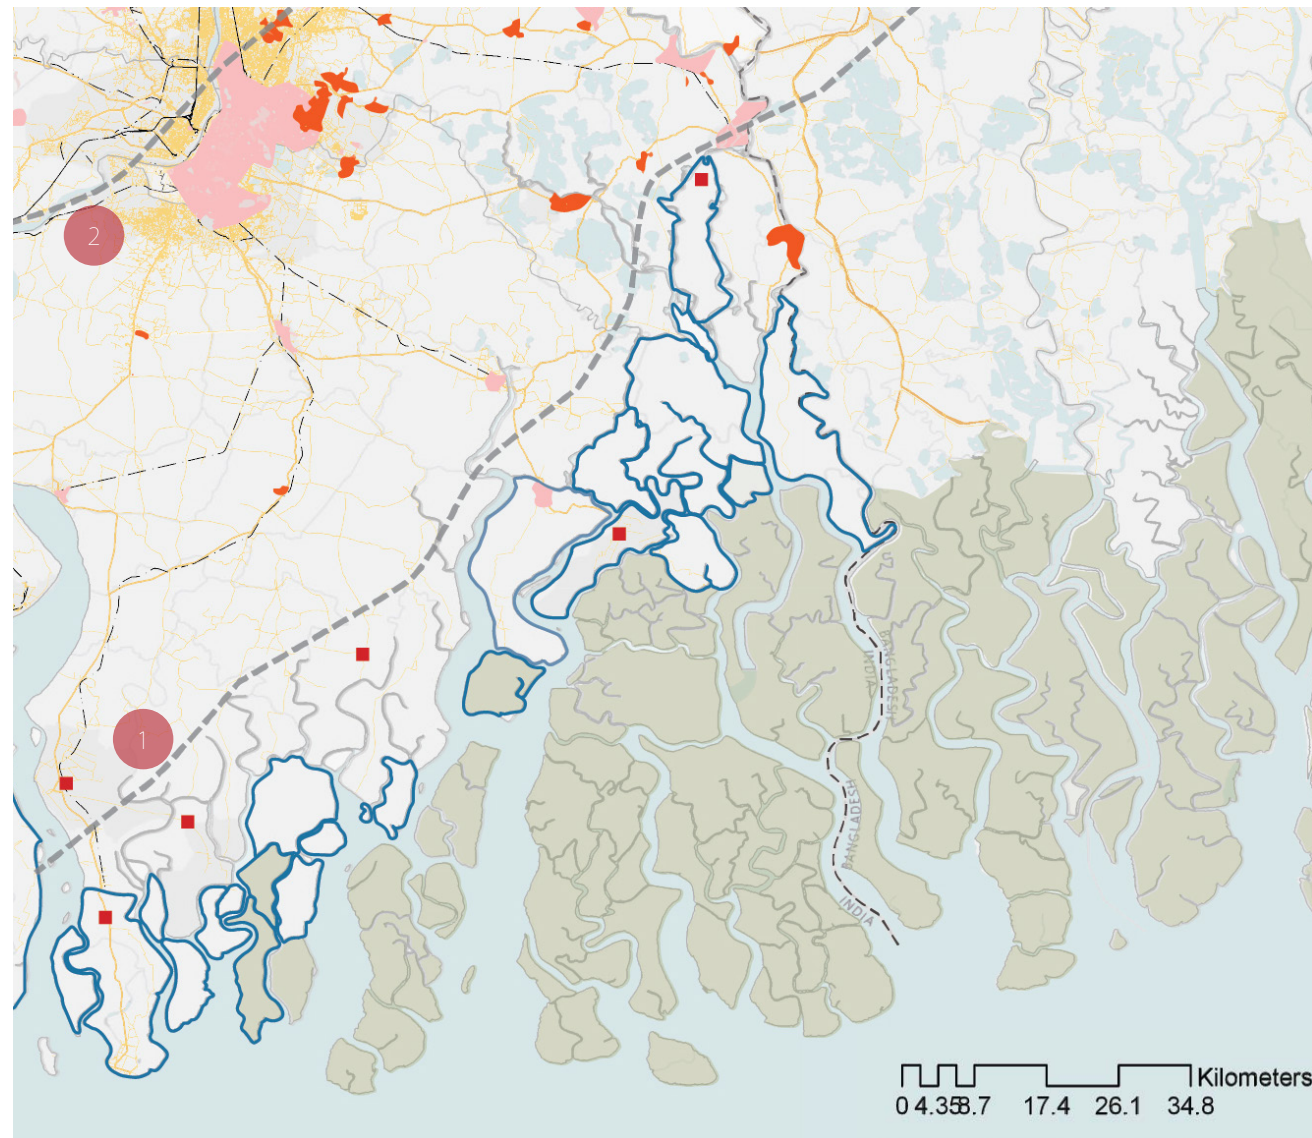 2
BANGLADESH
INDIA
1
BANGLADESH
INDIA
Kilometers
0 4.35 8.7 17.4 26.1 34.8